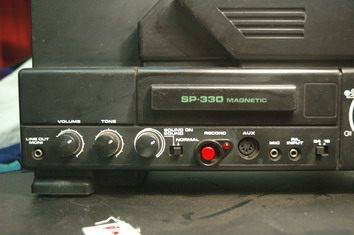 SP-330 MAGNETIC
VOLUME
TONE
SOUND ON
SOUND
NORMAL
RECORD
AUX
LINE OUT
MONI
MIC
INPUT